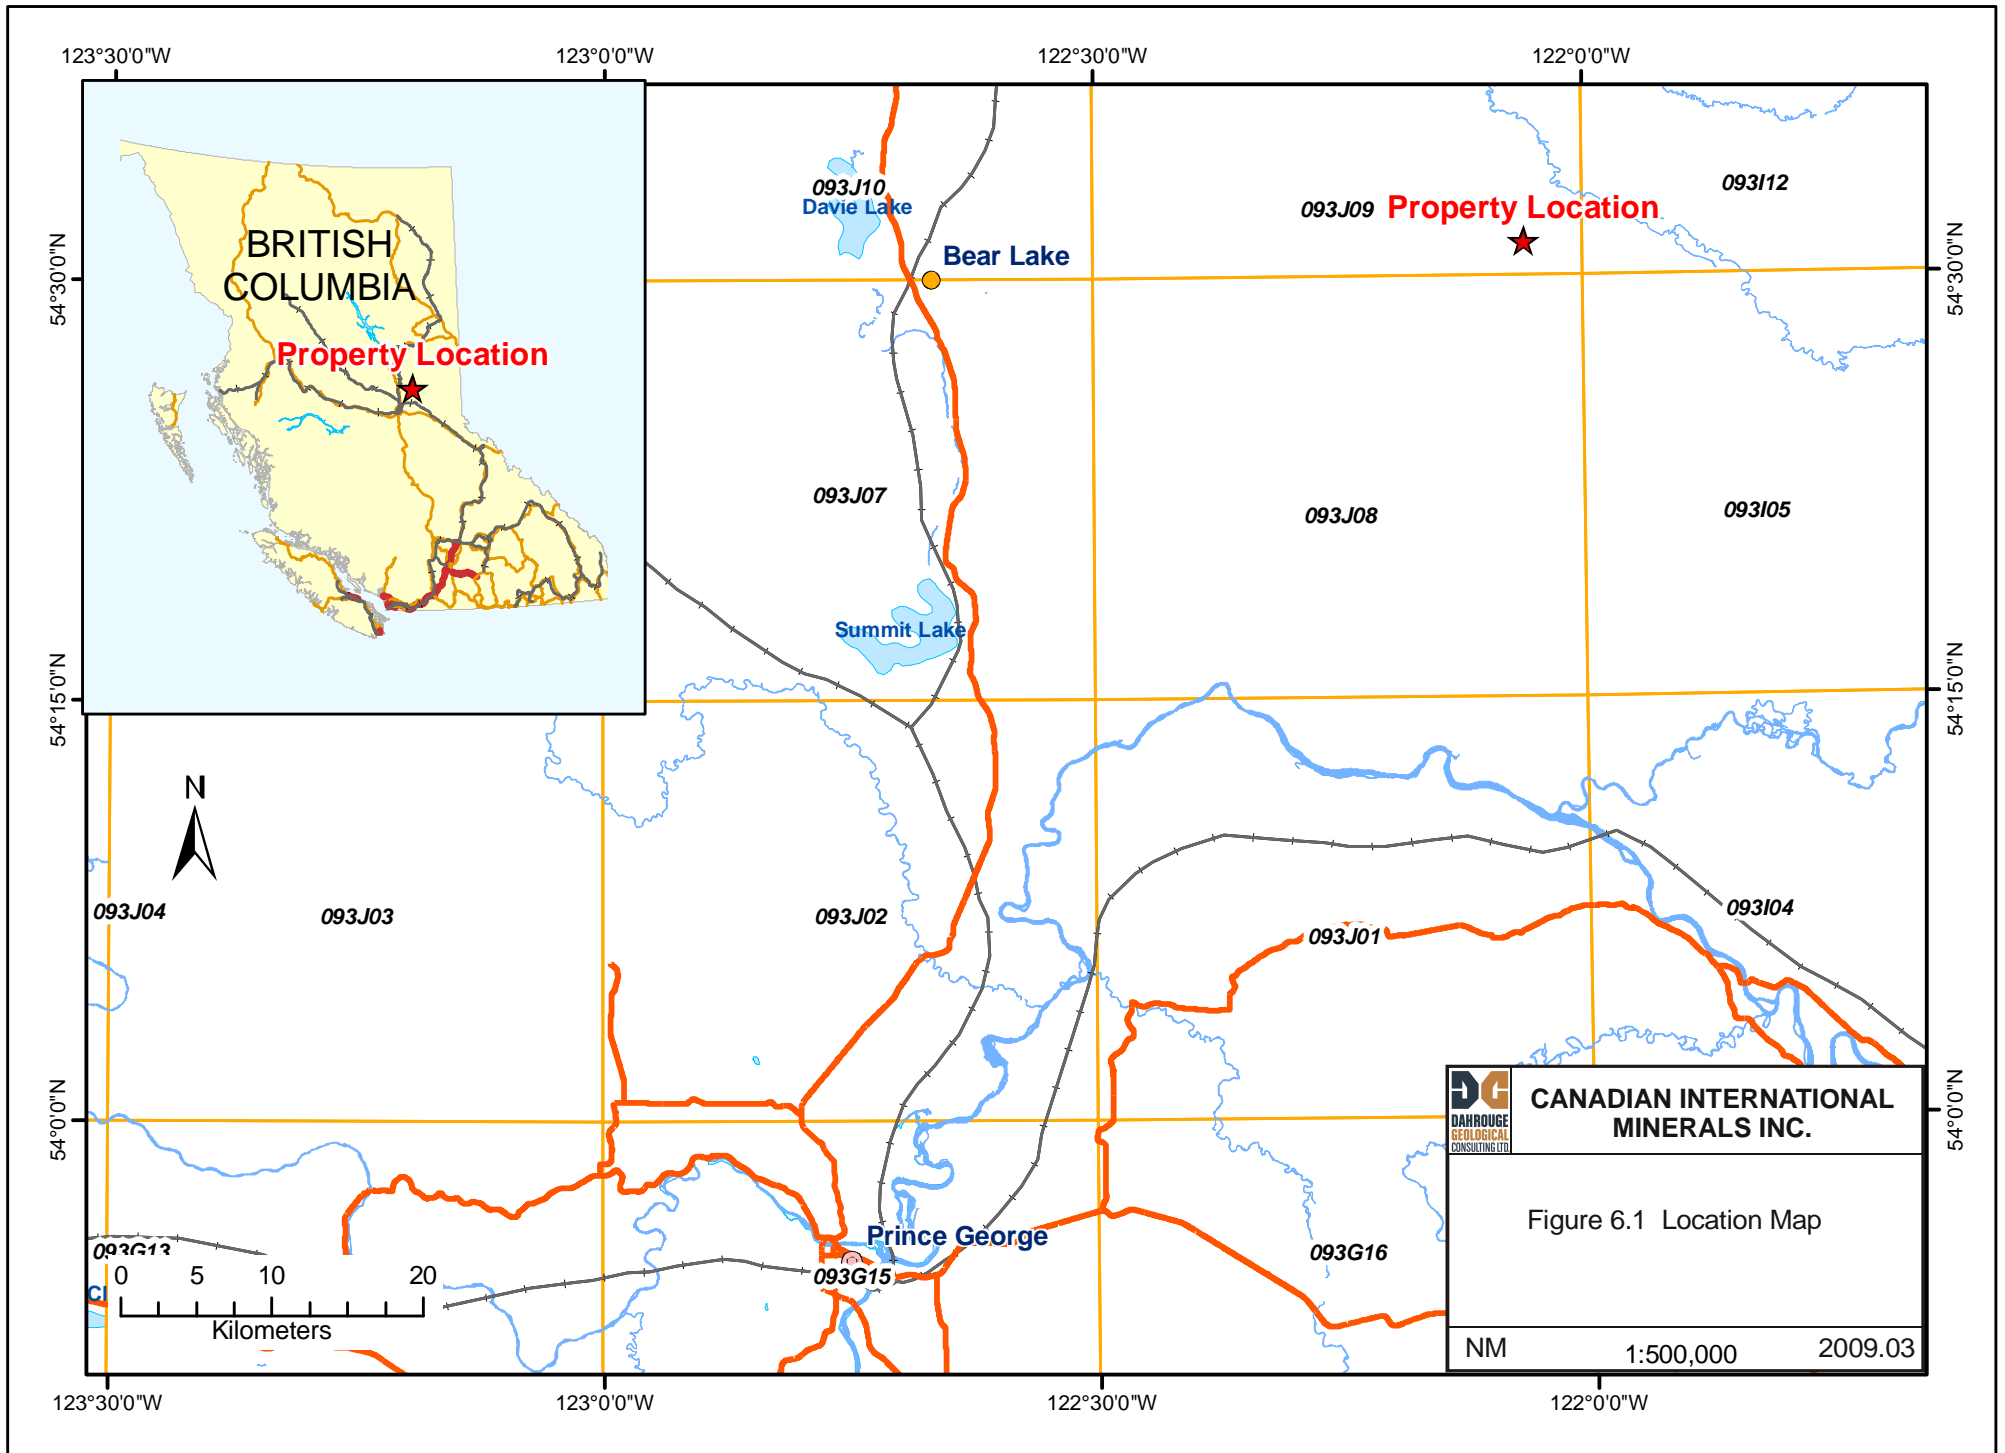 123°30'0"W
123°0'0"W
122°30'0"W
122°0'0"W
BRITISH
COLUMBIA
Property Location
093J10
Davie Lake
093J09
Property Location
093I12
Bear Lake
54°30'0"N
54°30'0"N
093J07
093J08
093I05
Summit Lake
54°15'0"N
54°15'0"N
N
093J04
093J03
093J02
093J01
093I04
54°0'0"N
54°0'0"N
093G13
Prince George
093G15
093G16
0 5 10 20
Cl
Kilometers
DAHROUGE
GEOLOGICAL
CONSULTING LTD.
CANADIAN INTERNATIONAL
MINERALS INC.
Figure 6.1 Location Map
NM
1:500,000
2009.03
123°30'0"W
123°0'0"W
122°30'0"W
122°0'0"W